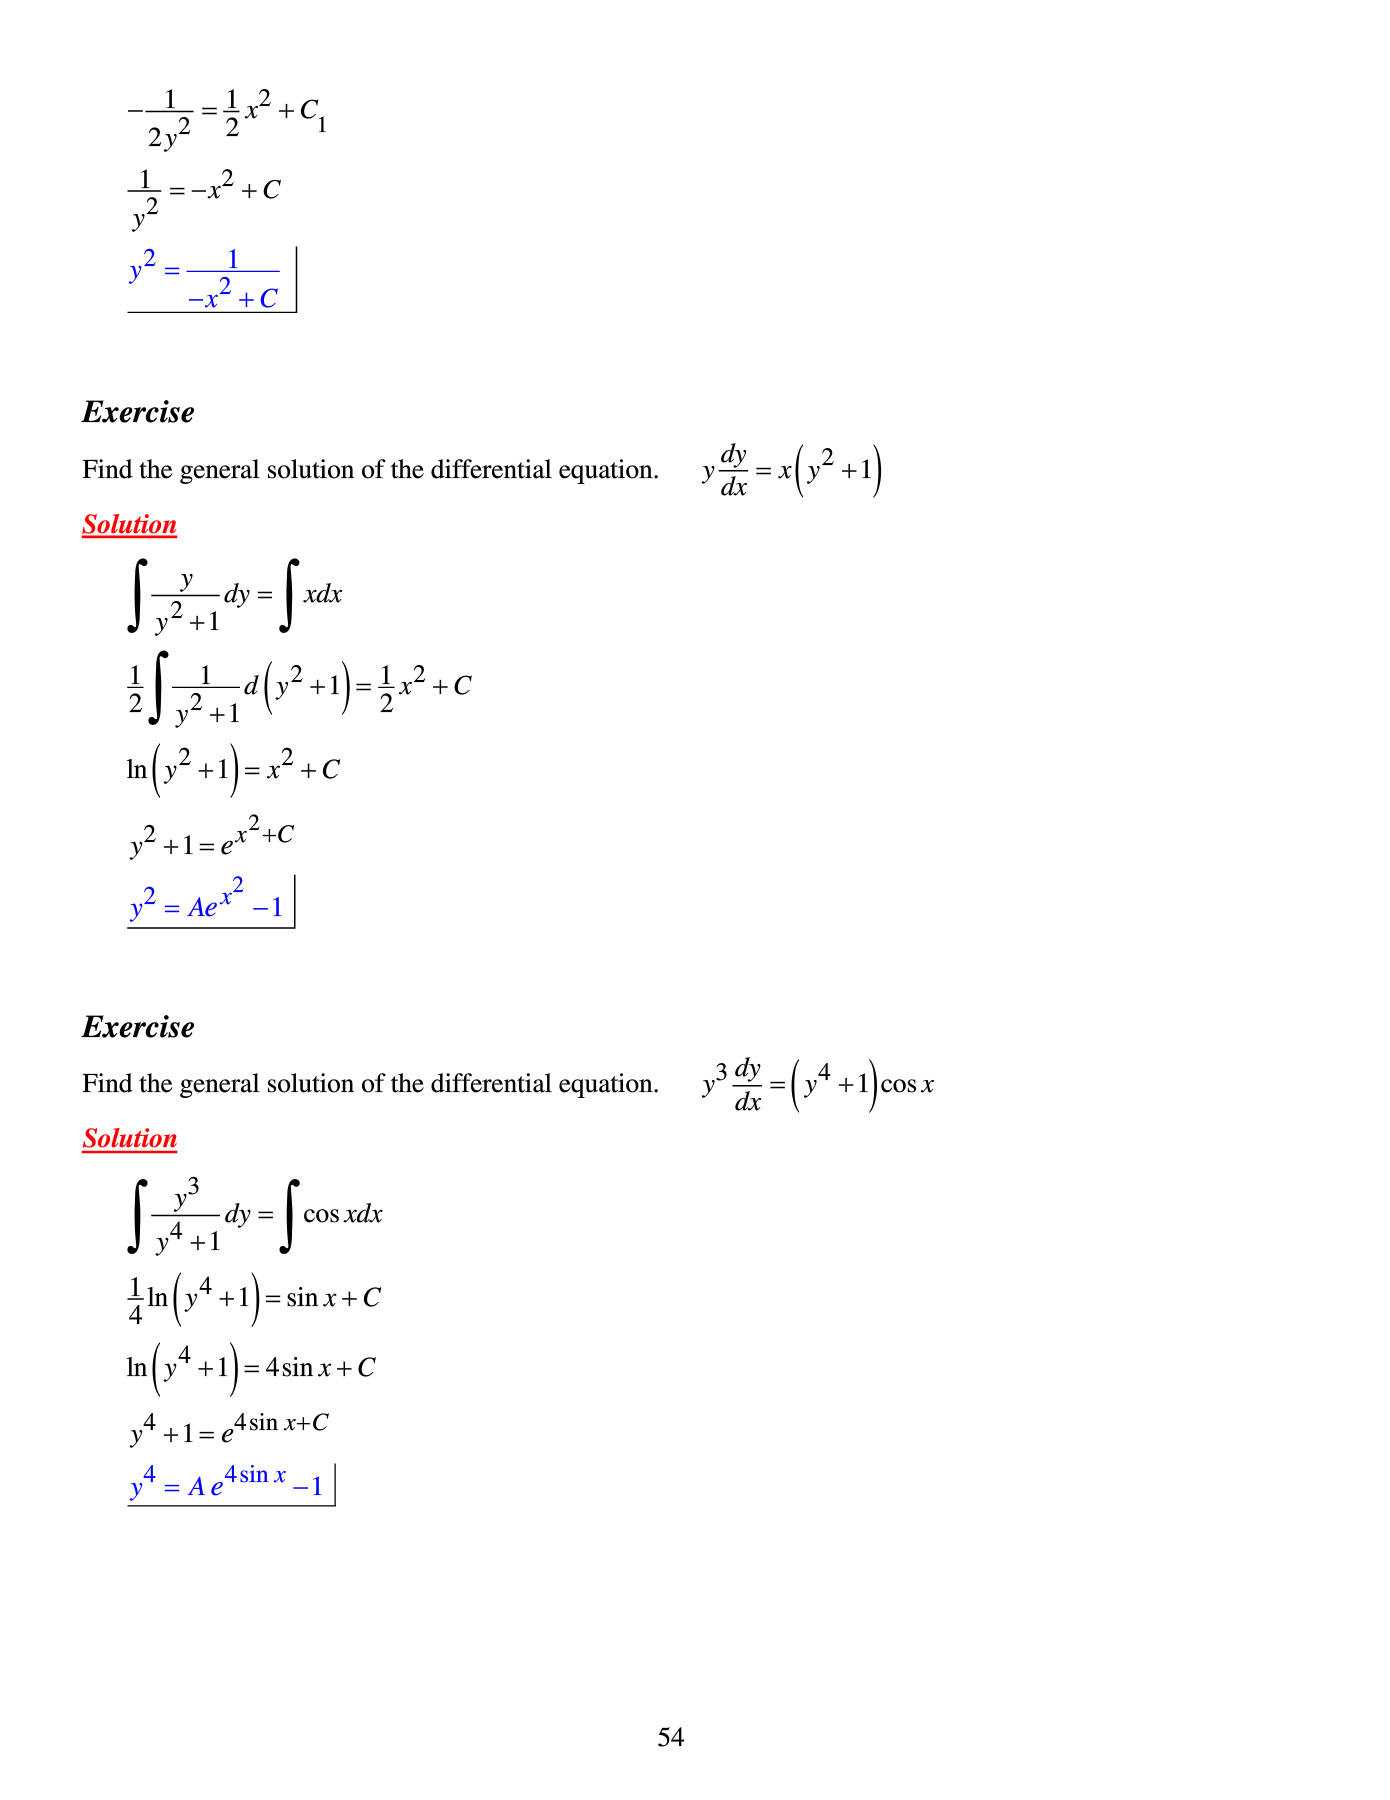 $-\frac{1}{2y^2} = \frac{1}{2}x^2 + C_1$
$\frac{1}{y^2} = -x^2 + C$
$y^2 = \frac{1}{-x^2 + C}$
Exercise
Find the general solution of the differential equation. $y\frac{dy}{dx} = x\left(y^2 + 1\right)$
Solution
$\int \frac{y}{y^2 + 1} dy = \int x dx$
$\frac{1}{2} \int \frac{1}{y^2 + 1} d\left(y^2 + 1\right) = \frac{1}{2}x^2 + C$
$\ln\left(y^2 + 1\right) = x^2 + C$
$y^2 + 1 = e^{x^2 + C}$
$y^2 = Ae^{x^2} - 1$
Exercise
Find the general solution of the differential equation. $y^3\frac{dy}{dx} = \left(y^4 + 1\right)\cos x$
Solution
$\int \frac{y^3}{y^4 + 1} dy = \int \cos x dx$
$\frac{1}{4}\ln\left(y^4 + 1\right) = \sin x + C$
$\ln\left(y^4 + 1\right) = 4\sin x + C$
$y^4 + 1 = e^{4\sin x + C}$
$y^4 = A e^{4\sin x} - 1$
54